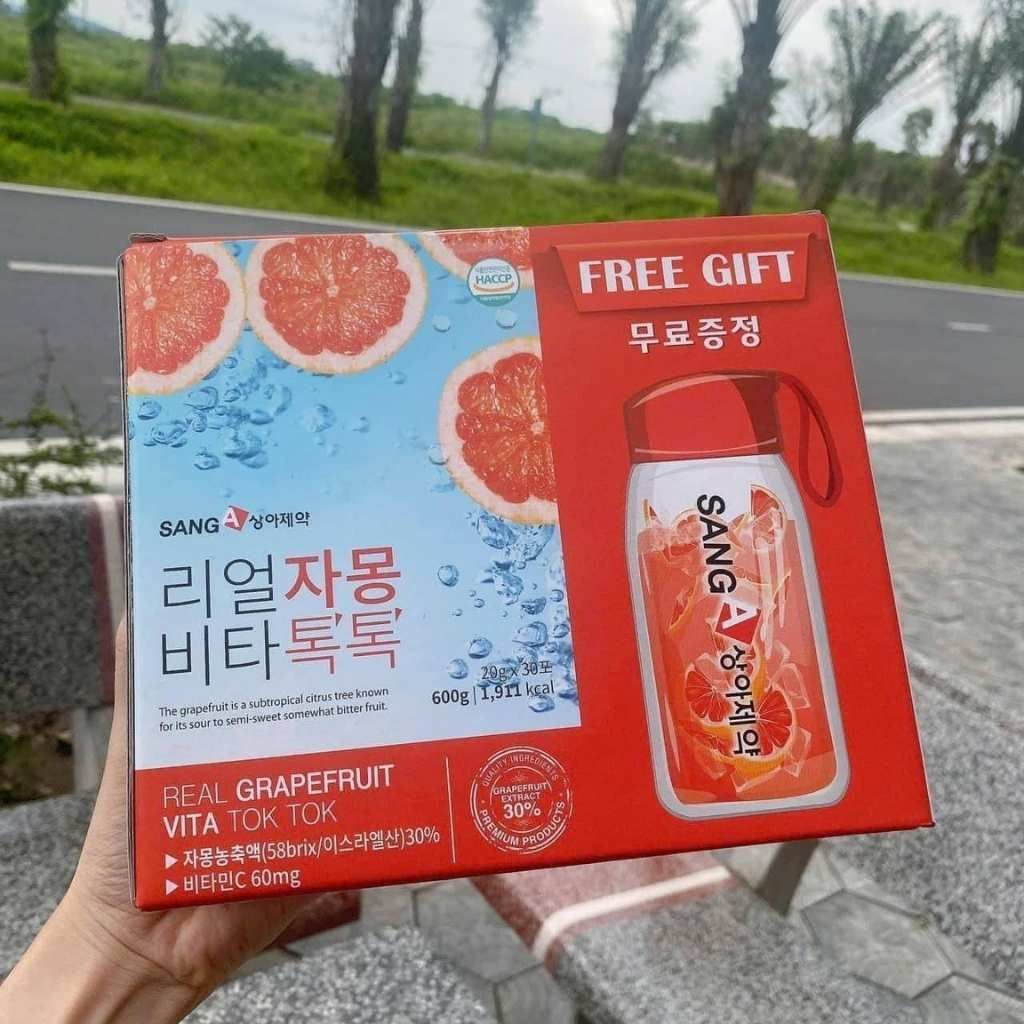 HACCP
FREE GIFT
무료증정
SANG A 상아제약
리얼자몽
비타톡톡
20g x 30포
600g | 1,911 kcal
The grapefruit is a subtropical citrus tree known
for its sour to semi-sweet somewhat bitter fruit.
SANG A 상아제약
REAL GRAPEFRUIT
VITA TOK TOK
▶ 자몽농축액(58brix/이스라엘산)30%
▶ 비타민C 60mg
QUALITY INGREDIENTS
GRAPEFRUIT
EXTRACT
30%
PREMIUM PRODUCTS